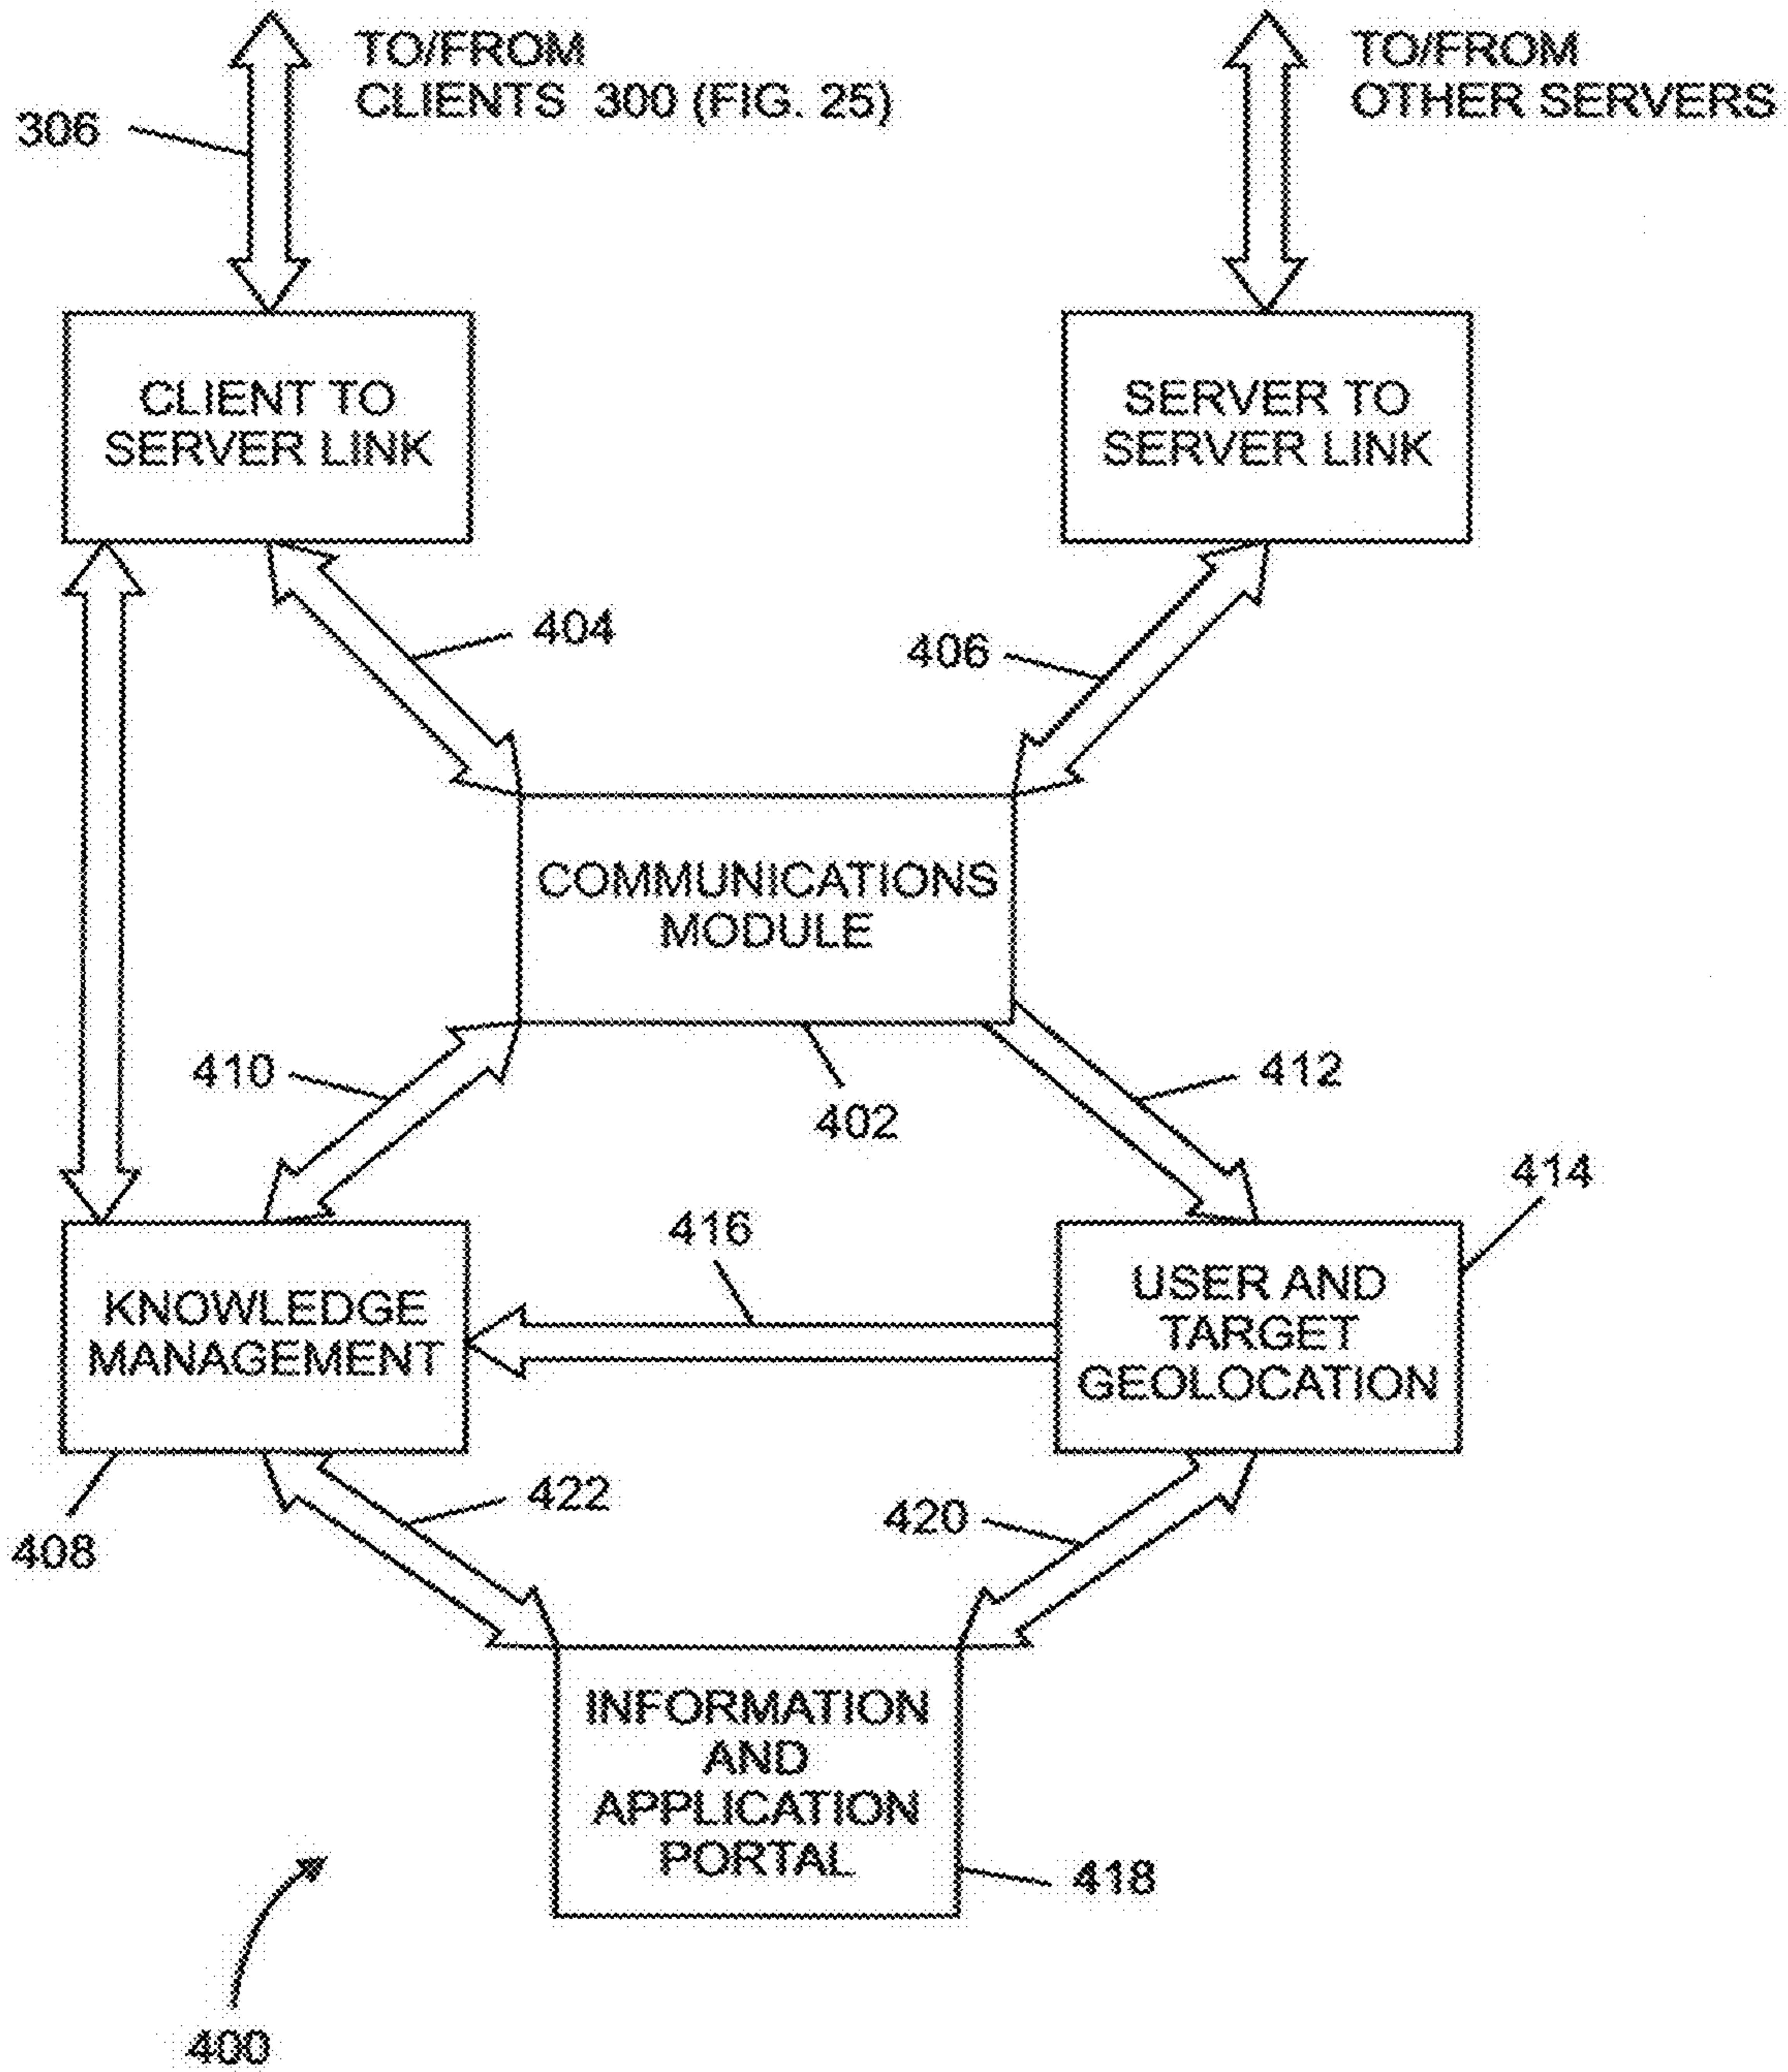 TO/FROM
CLIENTS 300 (FIG. 25)
TO/FROM
OTHER SERVERS
306
CLIENT TO
SERVER LINK
SERVER TO
SERVER LINK
404
406
COMMUNICATIONS
MODULE
410
412
402
414
416
KNOWLEDGE
MANAGEMENT
USER AND
TARGET
GEOLOCATION
422
420
408
INFORMATION
AND
APPLICATION
PORTAL
418
400